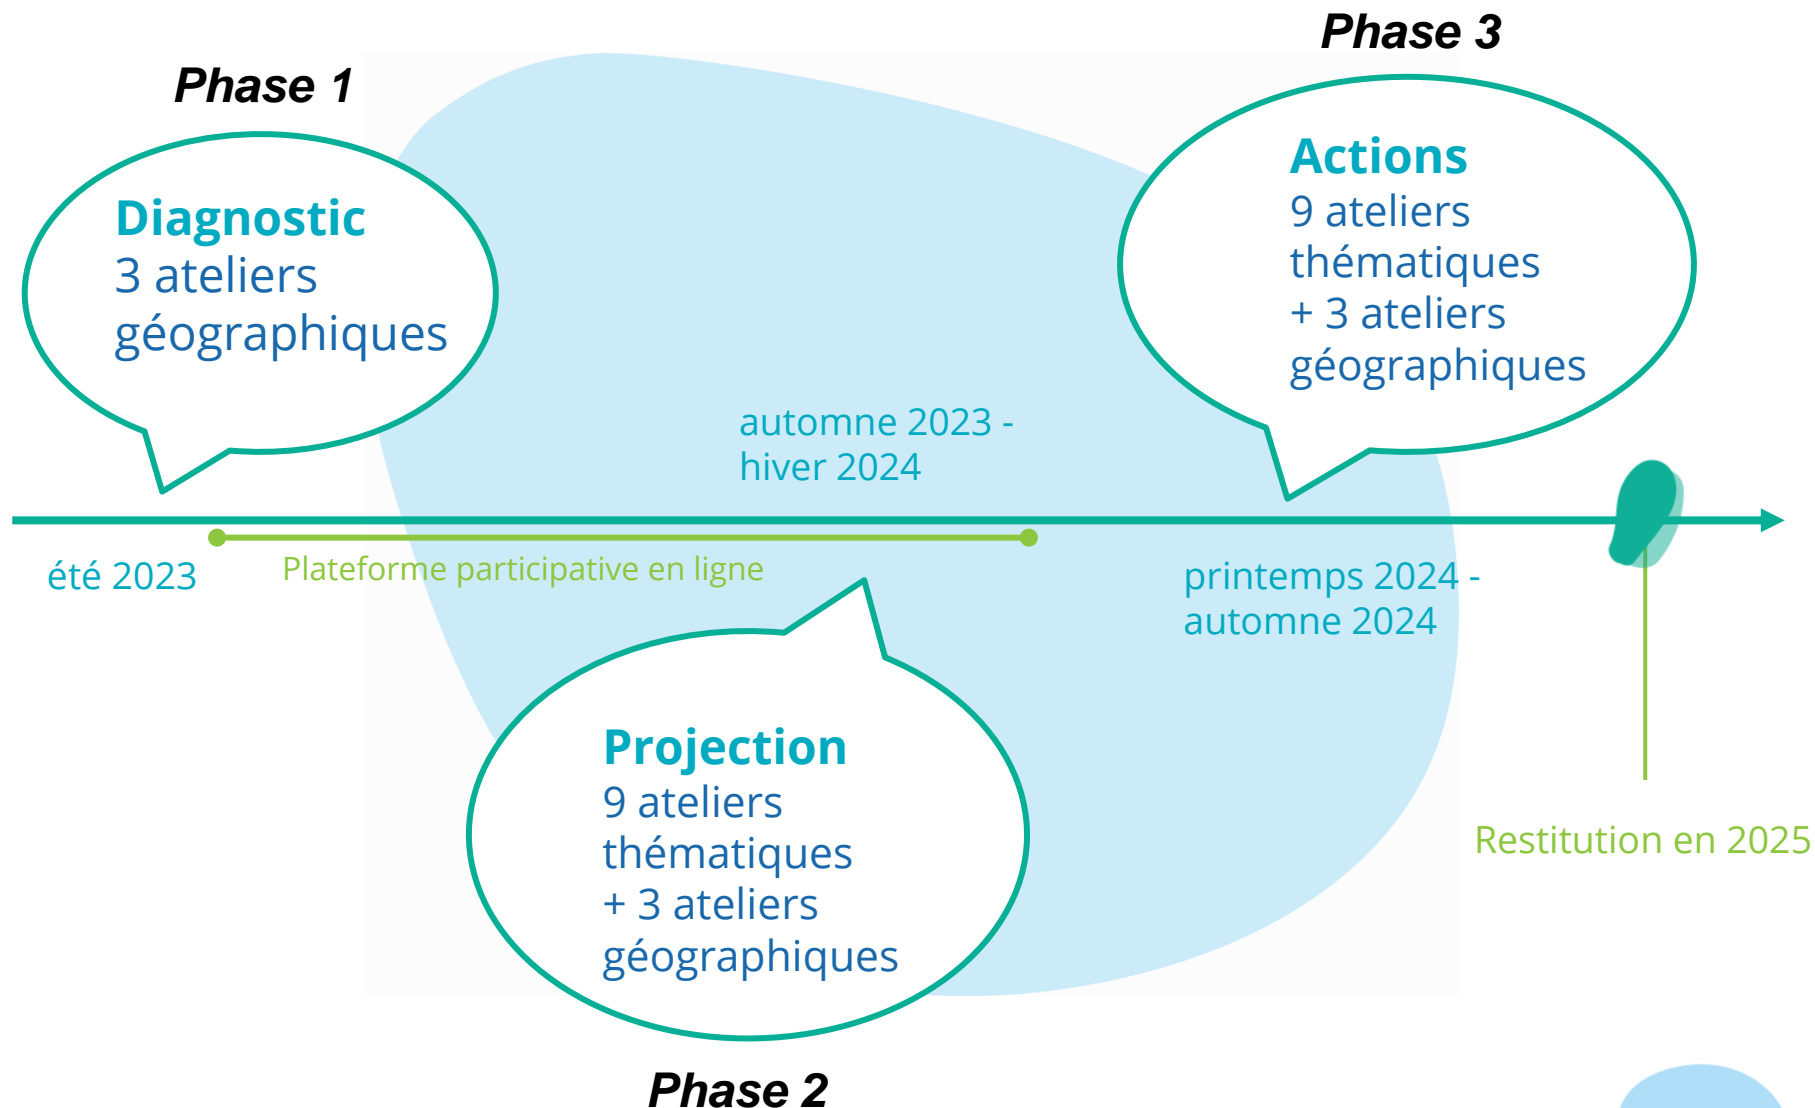 Phase 1
Diagnostic
3 ateliers
géographiques
Phase 3
Actions
9 ateliers
thématiques
+ 3 ateliers
géographiques
automne 2023 -
hiver 2024
été 2023
Plateforme participative en ligne
printemps 2024 -
automne 2024
Projection
9 ateliers
thématiques
+ 3 ateliers
géographiques
Phase 2
Restitution en 2025